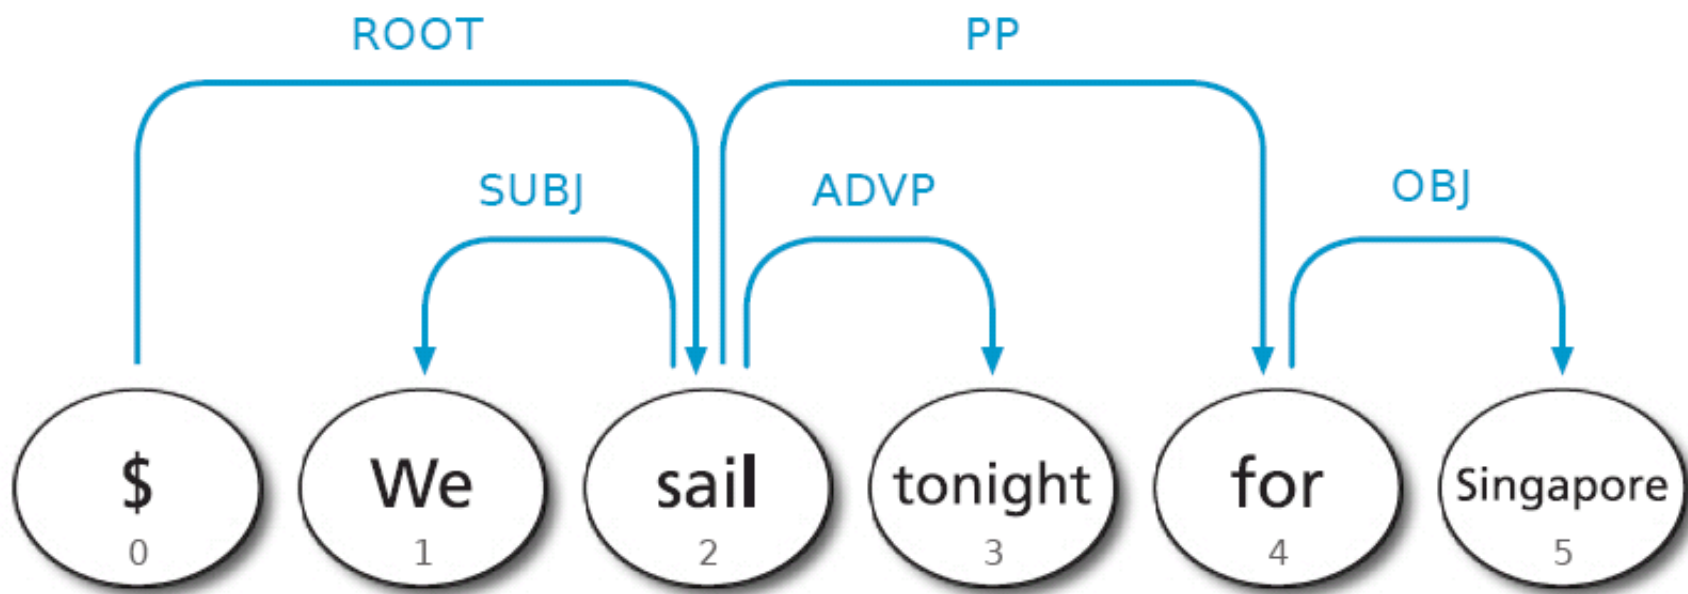 ROOT PP
SUBJ ADVP OBJ
$ We sail tonight for Singapore
0 1 2 3 4 5